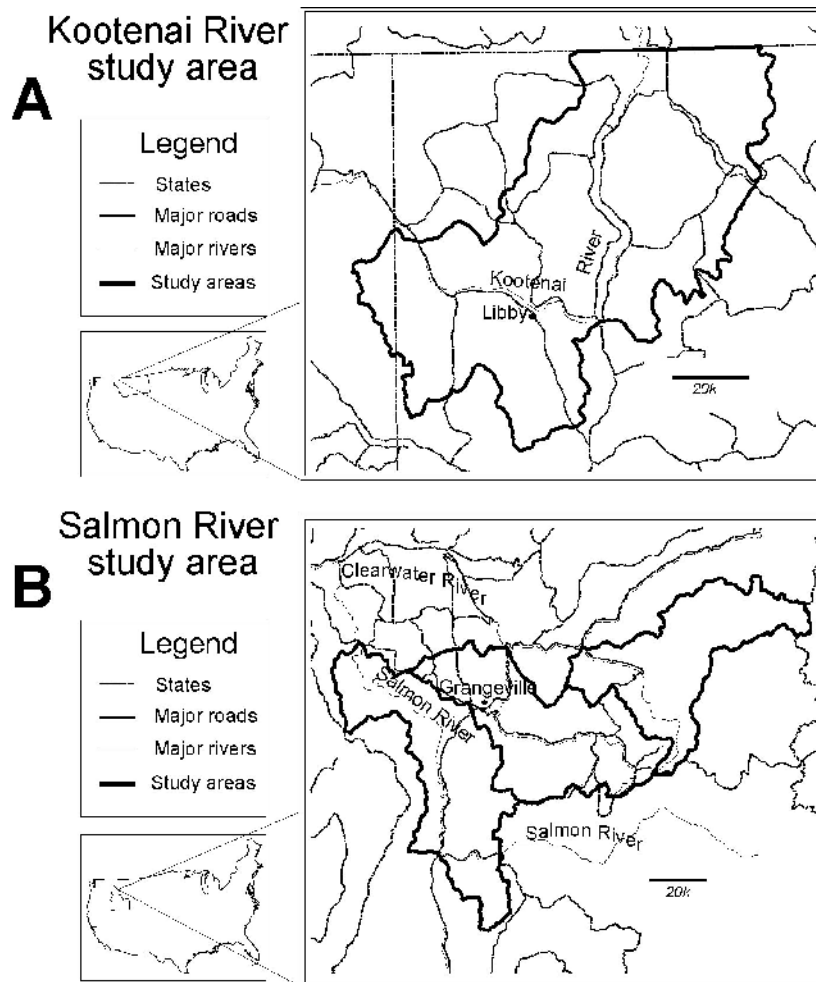 Kootenai River
study area
A
Legend
States
Major roads
Major rivers
Study areas
River
Kootenai
Libby
20k
Salmon River
study area
B
Legend
States
Major roads
Major rivers
Study areas
Clearwater River
Grangeville
Salmon River
Salmon River
20k